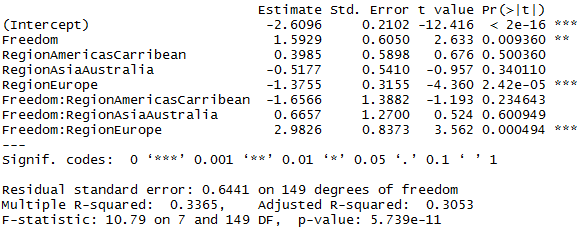 Estimate Std. Error t value Pr(>|t|)
(Intercept) -2.6096 0.2102 -12.416 < 2e-16 ***
Freedom 1.5929 0.6050 2.633 0.009360 **
RegionAmericasCarribean 0.3985 0.5898 0.676 0.500360
RegionAsiaAustralia -0.5177 0.5410 -0.957 0.340110
RegionEurope -1.3755 0.3155 -4.360 2.42e-05 ***
Freedom:RegionAmericasCarribean -1.6566 1.3882 -1.193 0.234643
Freedom:RegionAsiaAustralia 0.6657 1.2700 0.524 0.600949
Freedom:RegionEurope 2.9826 0.8373 3.562 0.000494 ***
---
Signif. codes: 0 ‘***’ 0.001 ‘**’ 0.01 ‘*’ 0.05 ‘.’ 0.1 ‘ ’ 1
Residual standard error: 0.6441 on 149 degrees of freedom
Multiple R-squared: 0.3365, Adjusted R-squared: 0.3053
F-statistic: 10.79 on 7 and 149 DF, p-value: 5.739e-11